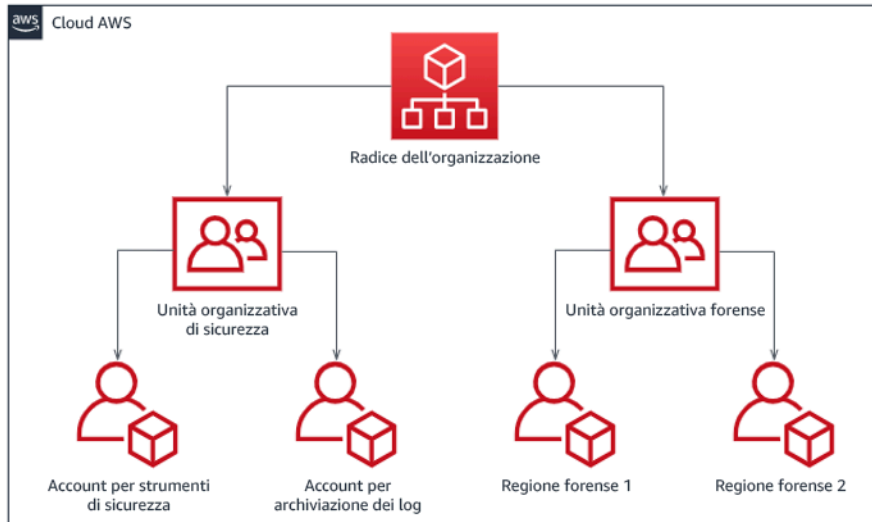 aws
Cloud AWS
Radice dell'organizzazione
Unità organizzativa
di sicurezza
Unità organizzativa forense
Account per strumenti
di sicurezza
Account per
archiviazione dei log
Regione forense 1
Regione forense 2